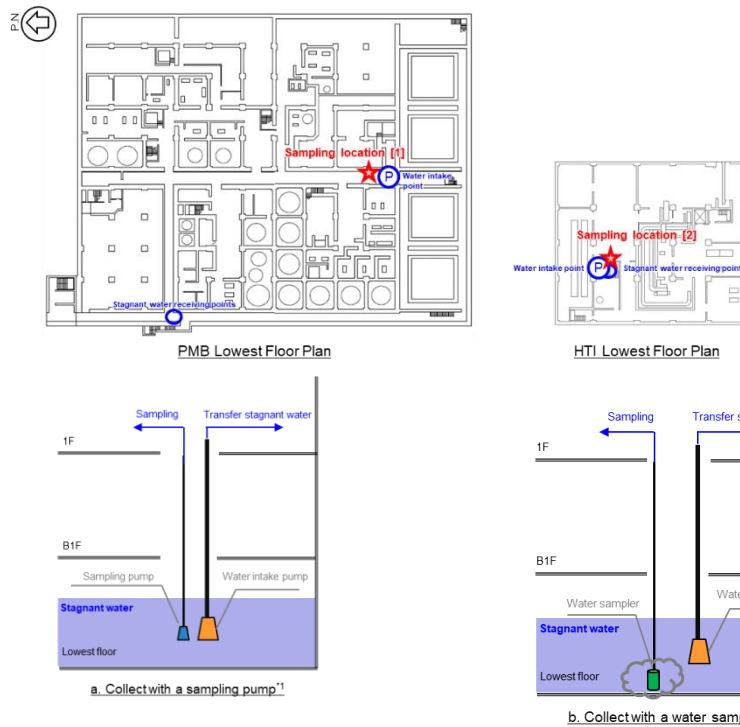 P.N
Sampling location [1]
P
Water intake
point
Stagnant water receiving points
PMB Lowest Floor Plan
Sampling location [2]
Water intake point
P
Stagnant water receiving point
HTI Lowest Floor Plan
Sampling
Transfer stagnant water
1F
B1F
Sampling pump
Water intake pump
Stagnant water
Lowest floor
a. Collect with a sampling pump*1
Sampling
Transfer s
1F
B1F
Water sampler
Wate
Stagnant water
Lowest floor
b. Collect with a water samp